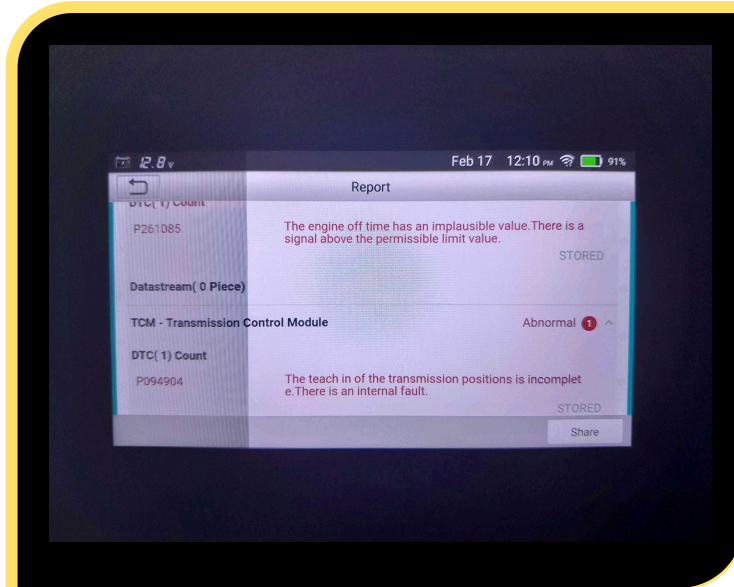 12.8 v
Feb 17 12:10 PM 91%
Report
DTC( 1) Count
P261085
The engine off time has an implausible value.There is a
signal above the permissible limit value.
STORED
Datastream( 0 Piece)
TCM - Transmission Control Module
Abnormal 1
DTC( 1) Count
P094904
The teach in of the transmission positions is incomplet
e.There is an internal fault.
STORED
Share